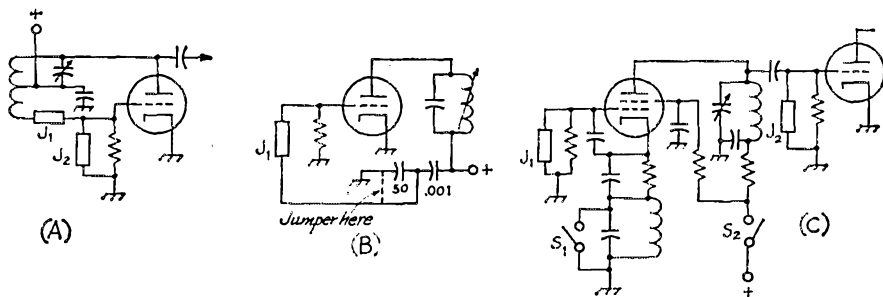 +
J1
J2
(A)
J1
50
.001
+
Jumper here
(B)
J1
S1
J2
S2
+
(C)